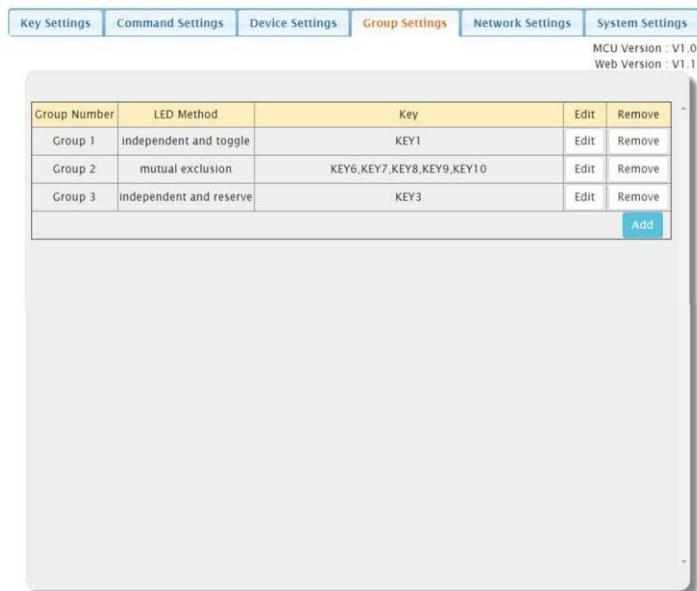 Key Settings Command Settings Device Settings Group Settings Network Settings System Settings
MCU Version : V1.0
Web Version : V1.1
Group Number LED Method Key Edit Remove
Group 1 independent and toggle KEY1 Edit Remove
Group 2 mutual exclusion KEY6,KEY7,KEY8,KEY9,KEY10 Edit Remove
Group 3 independent and reserve KEY3 Edit Remove
Add